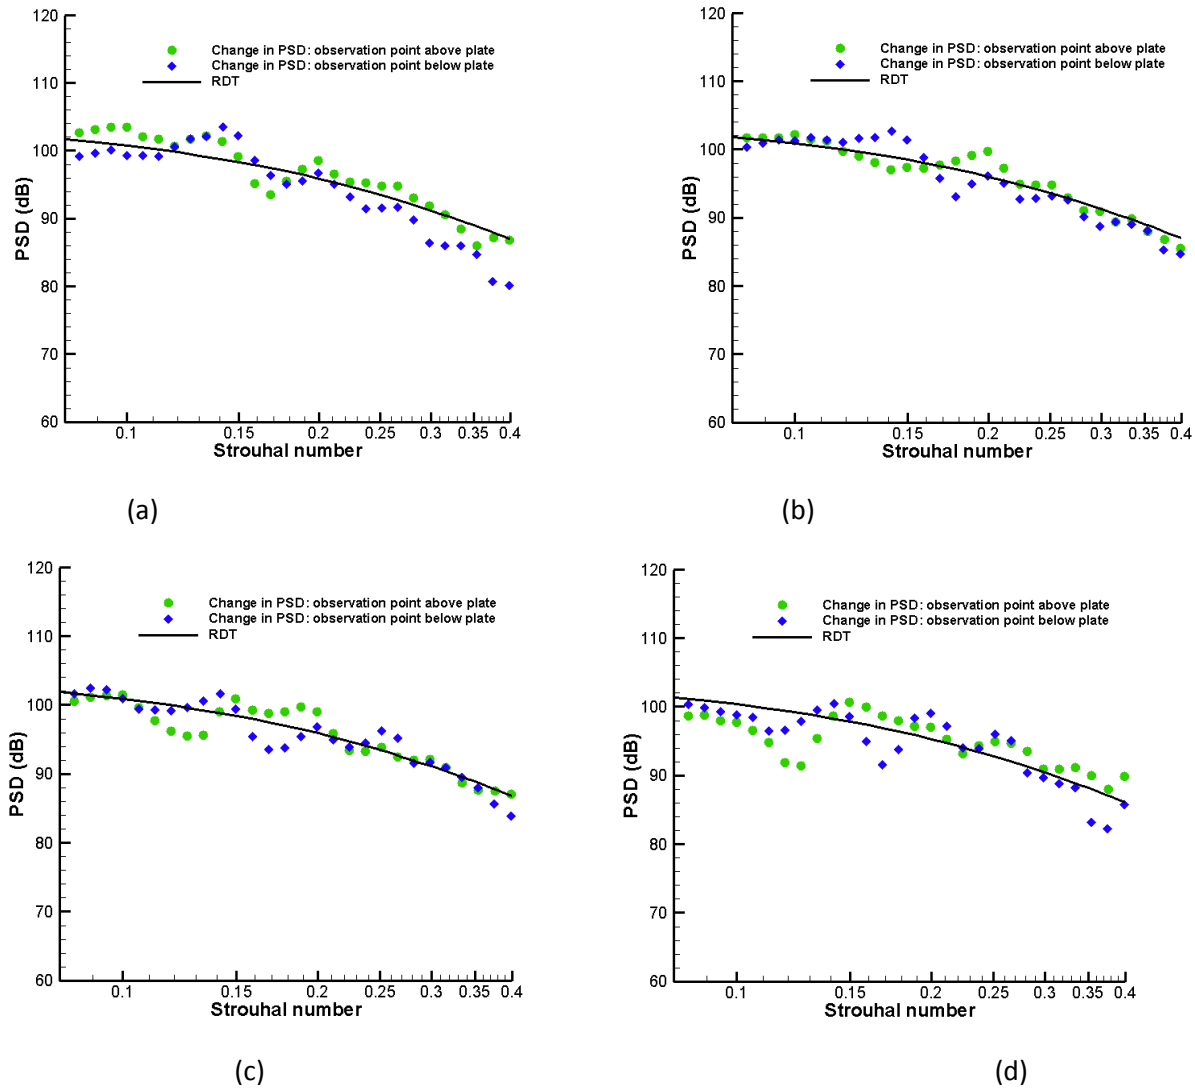 120
110
100
90
80
70
60
PSD (dB)
Change in PSD: observation point above plate
Change in PSD: observation point below plate
RDT
0.1 0.15 0.2 0.25 0.3 0.35 0.4
Strouhal number
(a)
120
110
100
90
80
70
60
PSD (dB)
Change in PSD: observation point above plate
Change in PSD: observation point below plate
RDT
0.1 0.15 0.2 0.25 0.3 0.35 0.4
Strouhal number
(b)
120
110
100
90
80
70
60
PSD (dB)
Change in PSD: observation point above plate
Change in PSD: observation point below plate
RDT
0.1 0.15 0.2 0.25 0.3 0.35 0.4
Strouhal number
(c)
120
110
100
90
80
70
60
PSD (dB)
Change in PSD: observation point above plate
Change in PSD: observation point below plate
RDT
0.1 0.15 0.2 0.25 0.3 0.35 0.4
Strouhal number
(d)